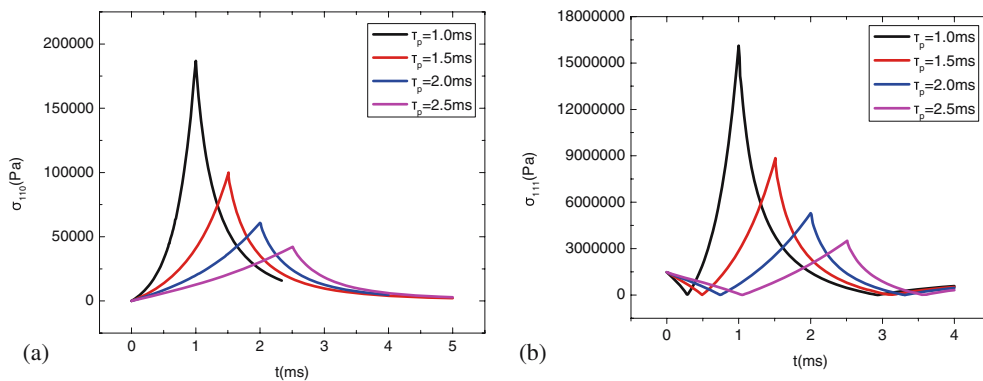 τp=1.0ms
τp=1.5ms
τp=2.0ms
τp=2.5ms
200000
150000
100000
50000
0
σ110(Pa)
0 1 2 3 4 5
t(ms)
(a)
τp=1.0ms
τp=1.5ms
τp=2.0ms
τp=2.5ms
18000000
15000000
12000000
9000000
6000000
3000000
0
σ111(Pa)
0 1 2 3 4
t(ms)
(b)